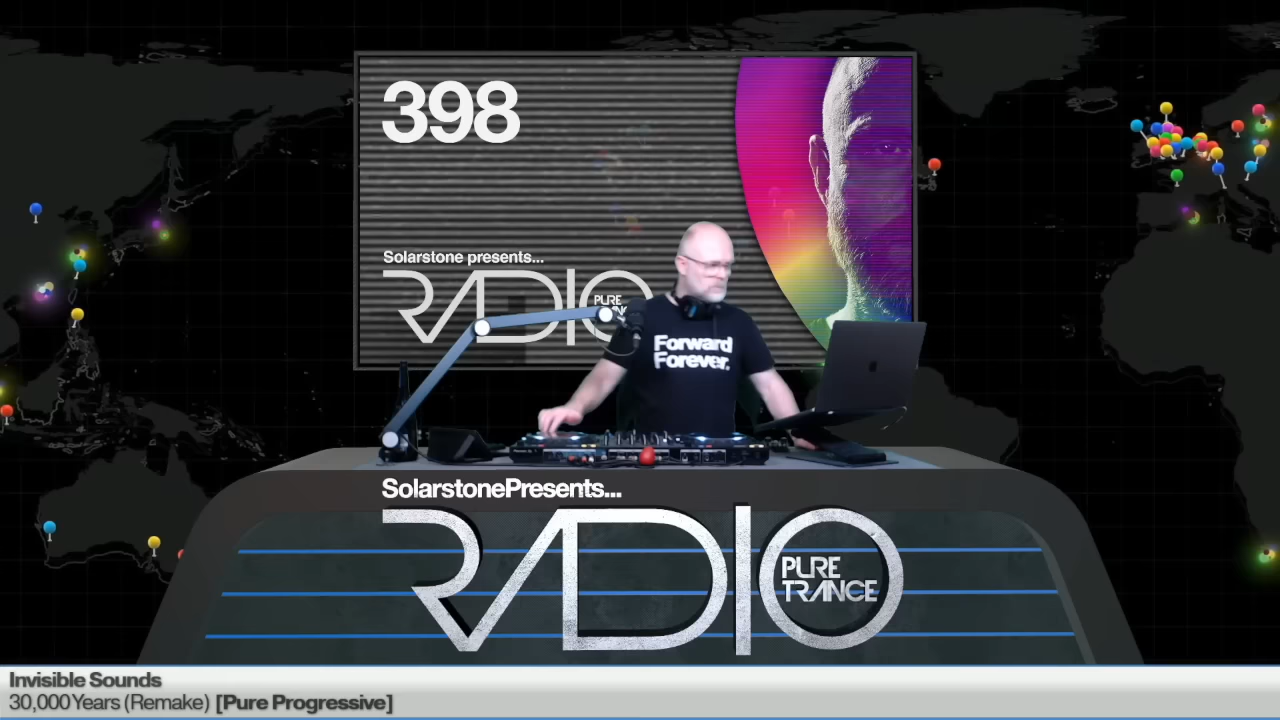 398
Solarstone presents...
RADIO
PURE
Forward
Forever.
SolarstonePresents...
RADIO
PURE
TRANCE
Invisible Sounds
30,000 Years (Remake) [Pure Progressive]